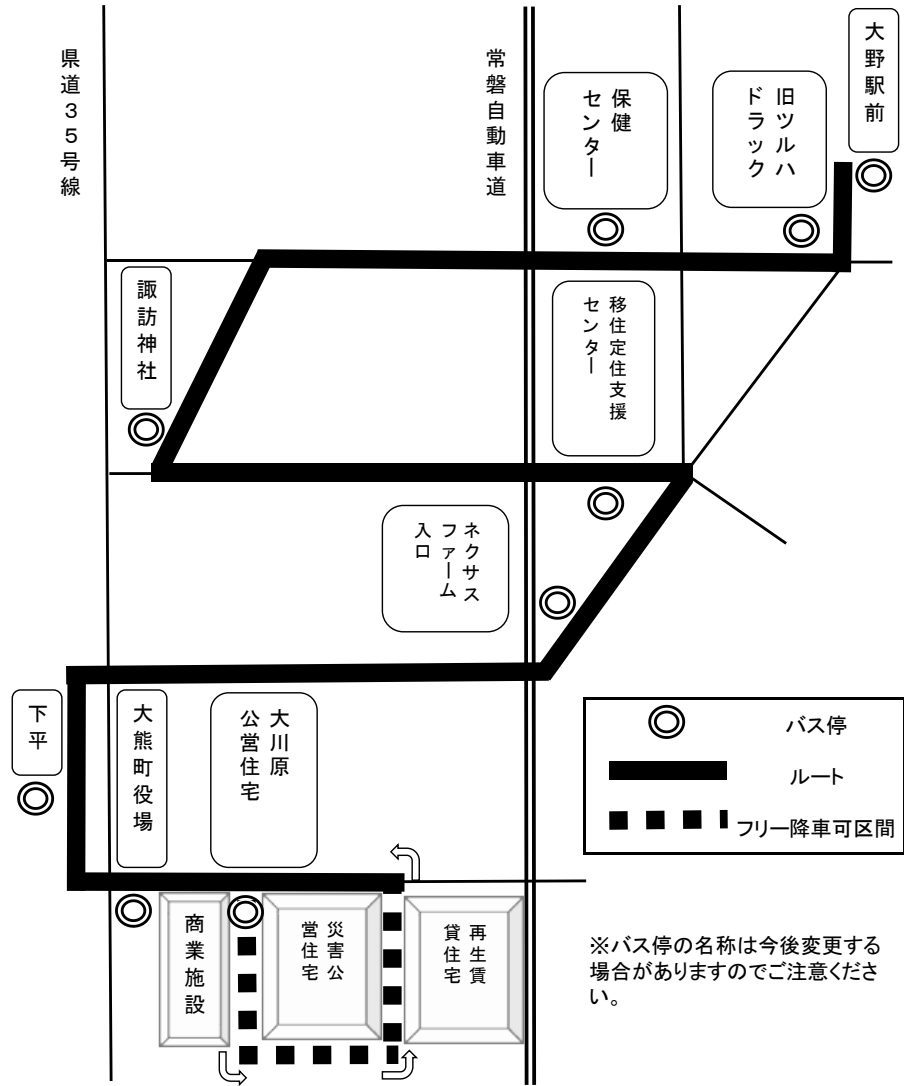 県道３５号線
常磐自動車道
保健
センター
旧ツルハ
ドラック
大野駅前
諏訪神社
移住定住支援
センター
ネクサス
ファーム
入口
下平
大熊町役場
大川原
公営住宅
商業施設
災害公
営住宅
再生賃
貸住宅
バス停
ルート
フリー降車可区間
※バス停の名称は今後変更する
場合がありますのでご注意くださ
い。